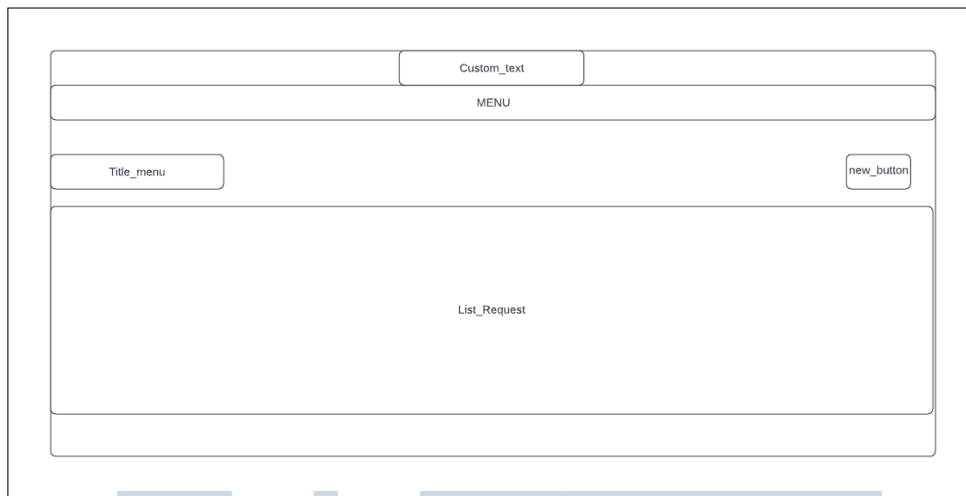 Custom_text
MENU
Title_menu
new_button
List_Request